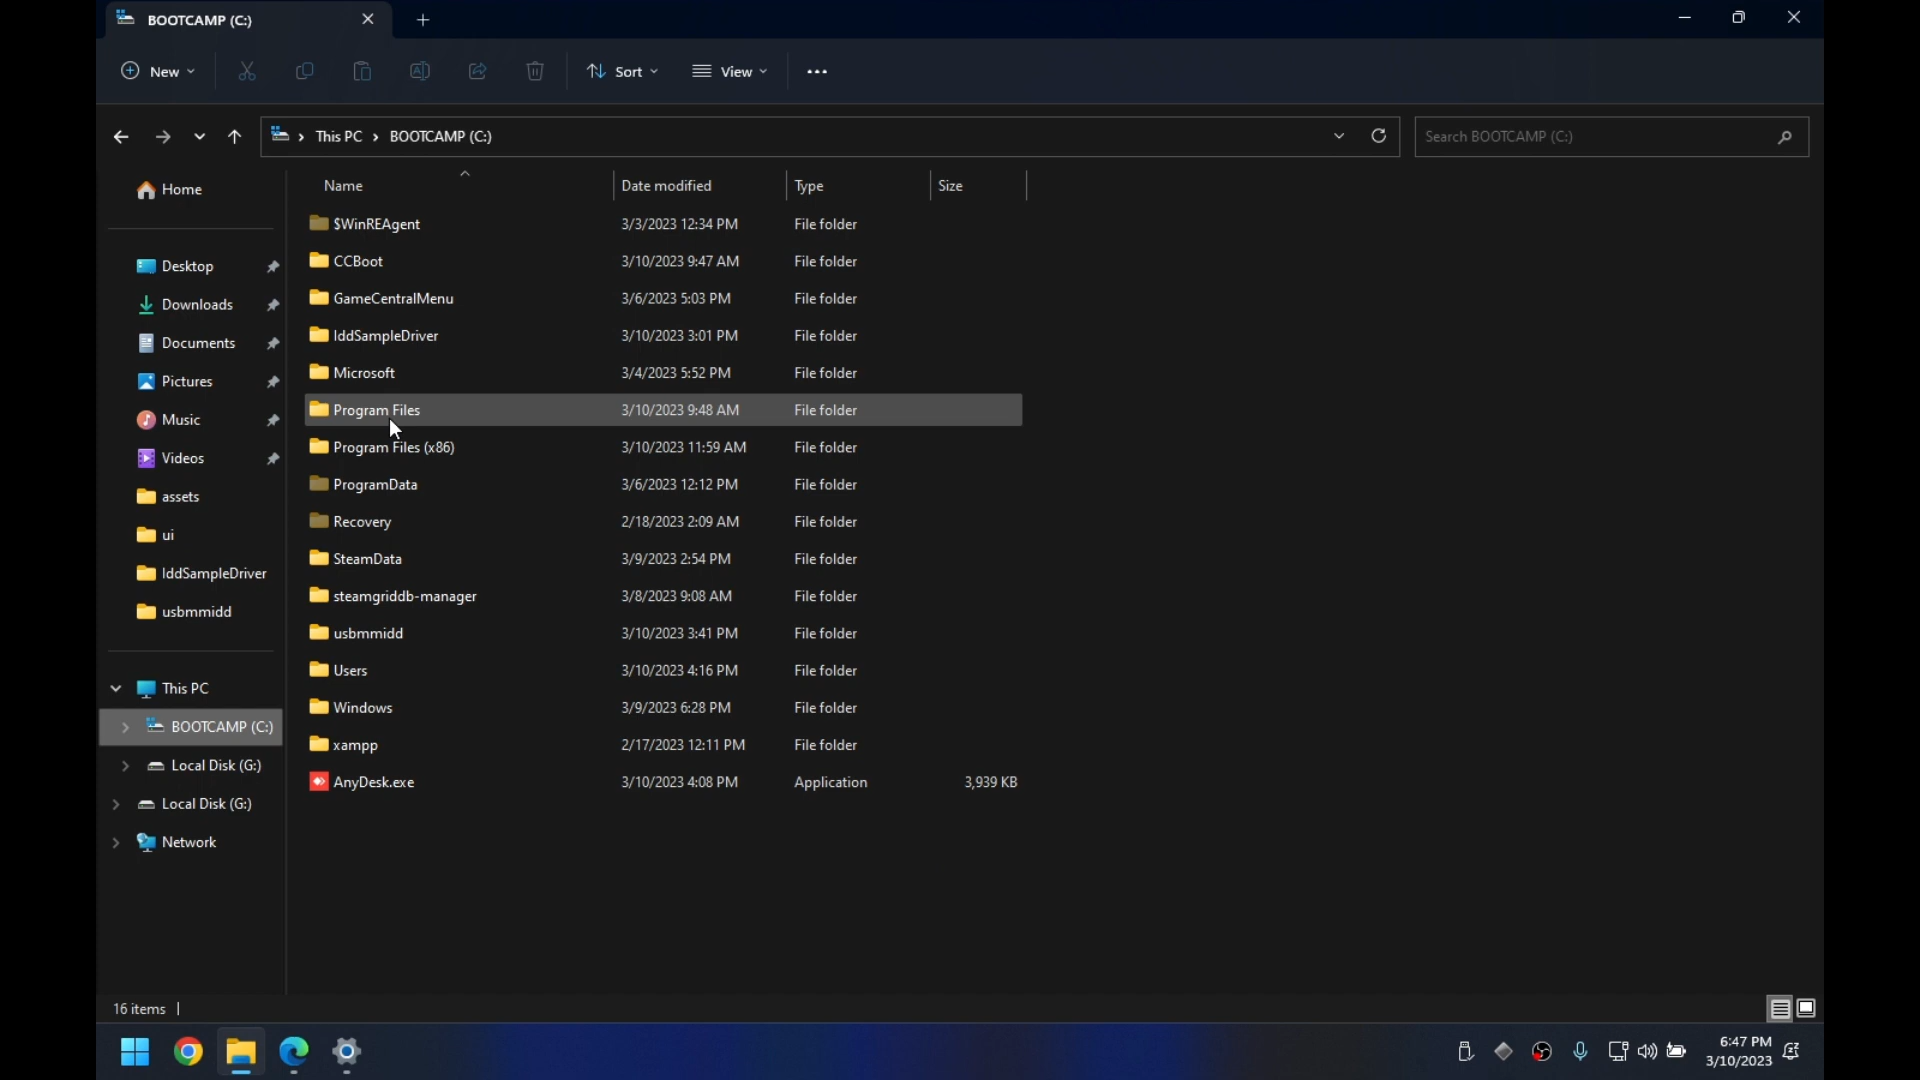 BOOTCAMP (C:)
New
Sort
View
This PC
BOOTCAMP (C:)
Search BOOTCAMP (C:)
Home
Desktop
Downloads
Documents
Pictures
Music
Videos
assets
ui
IddSampleDriver
usbmmidd
This PC
BOOTCAMP (C:)
Local Disk (G:)
Local Disk (G:)
Network
Name Date modified Type Size
$WinREAgent 3/3/2023 12:34 PM File folder
CCBoot 3/10/2023 9:47 AM File folder
GameCentralMenu 3/6/2023 5:03 PM File folder
IddSampleDriver 3/10/2023 3:01 PM File folder
Microsoft 3/4/2023 5:52 PM File folder
Program Files 3/10/2023 9:48 AM File folder
Program Files (x86) 3/10/2023 11:59 AM File folder
ProgramData 3/6/2023 12:12 PM File folder
Recovery 2/18/2023 2:09 AM File folder
SteamData 3/9/2023 2:54 PM File folder
steamgriddb-manager 3/8/2023 9:08 AM File folder
usbmmidd 3/10/2023 3:41 PM File folder
Users 3/10/2023 4:16 PM File folder
Windows 3/9/2023 6:28 PM File folder
xampp 2/17/2023 12:11 PM File folder
AnyDesk.exe 3/10/2023 4:08 PM Application 3,939 KB
16 items
6:47 PM
3/10/2023